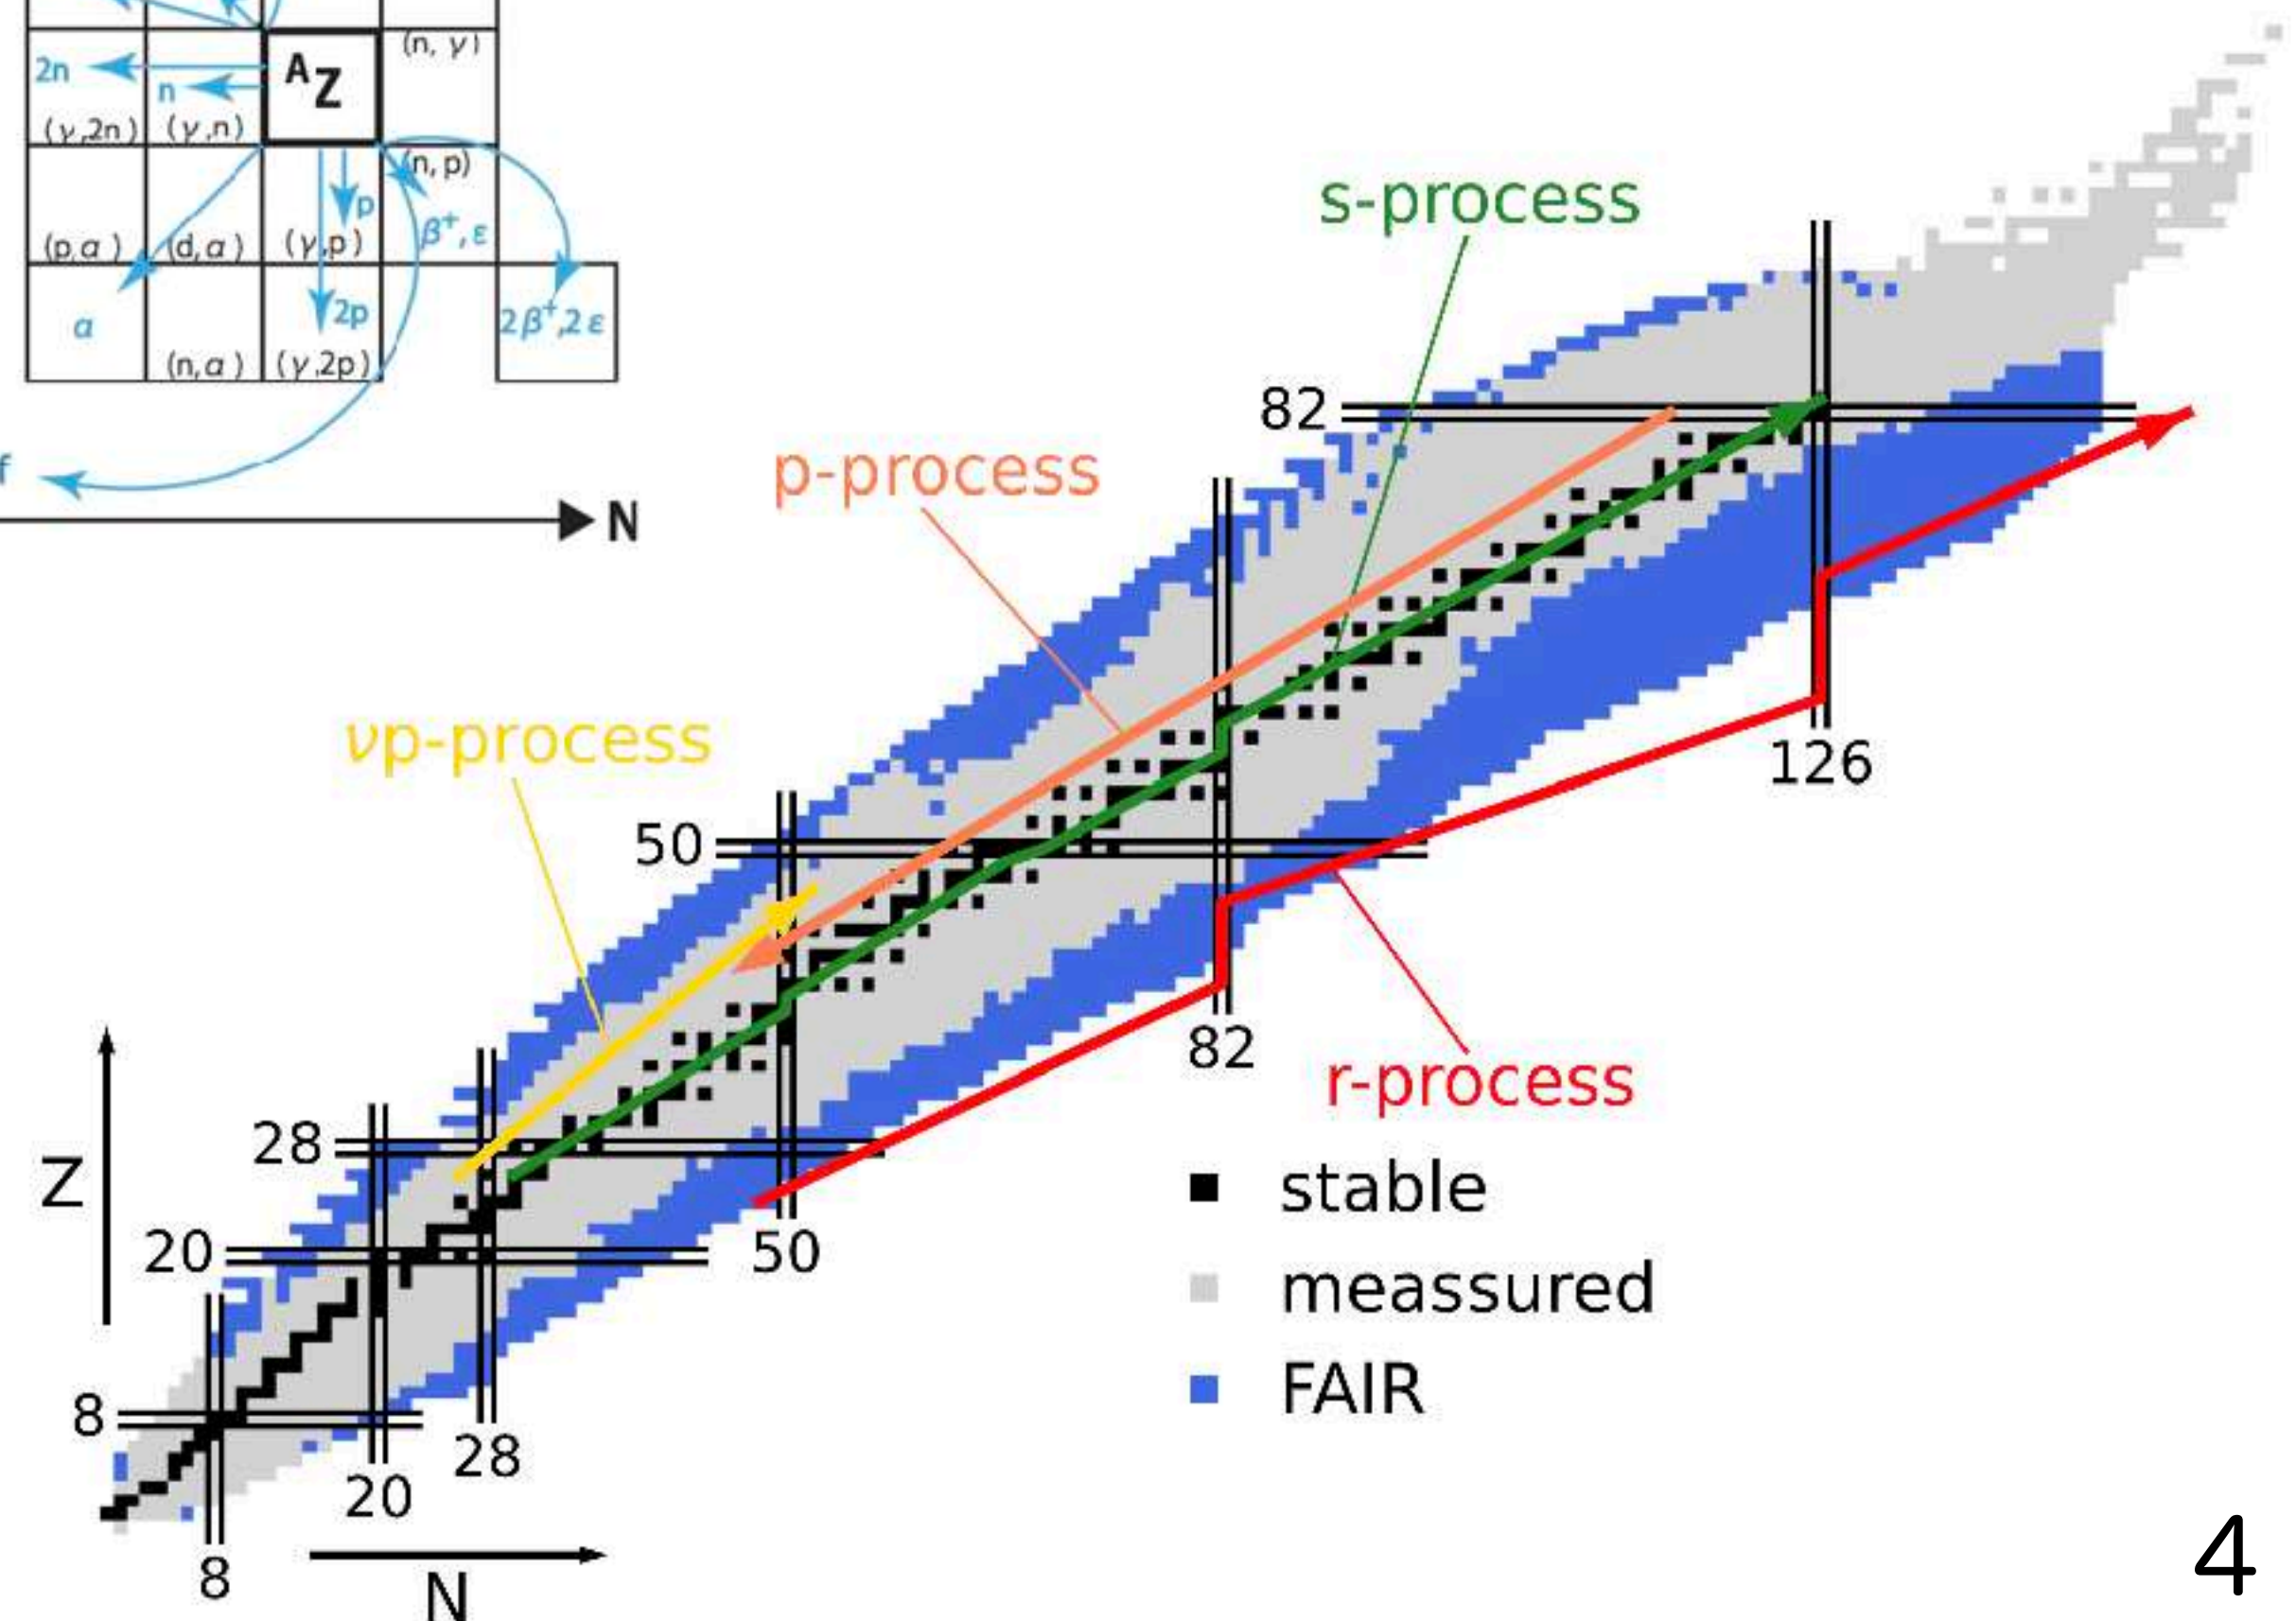 (n, γ)
2n
n
ᴬZ
(γ,2n)
(γ,n)
(n, p)
p
β⁺, ε
(p,α)
(d,α)
(γ,p)
2p
α
2β⁺,2ε
(n,α)
(γ,2p)
f
N
s-process
82
p-process
νp-process
126
50
82
r-process
28
Z
stable
20
50
meassured
FAIR
8
28
20
8
N
4